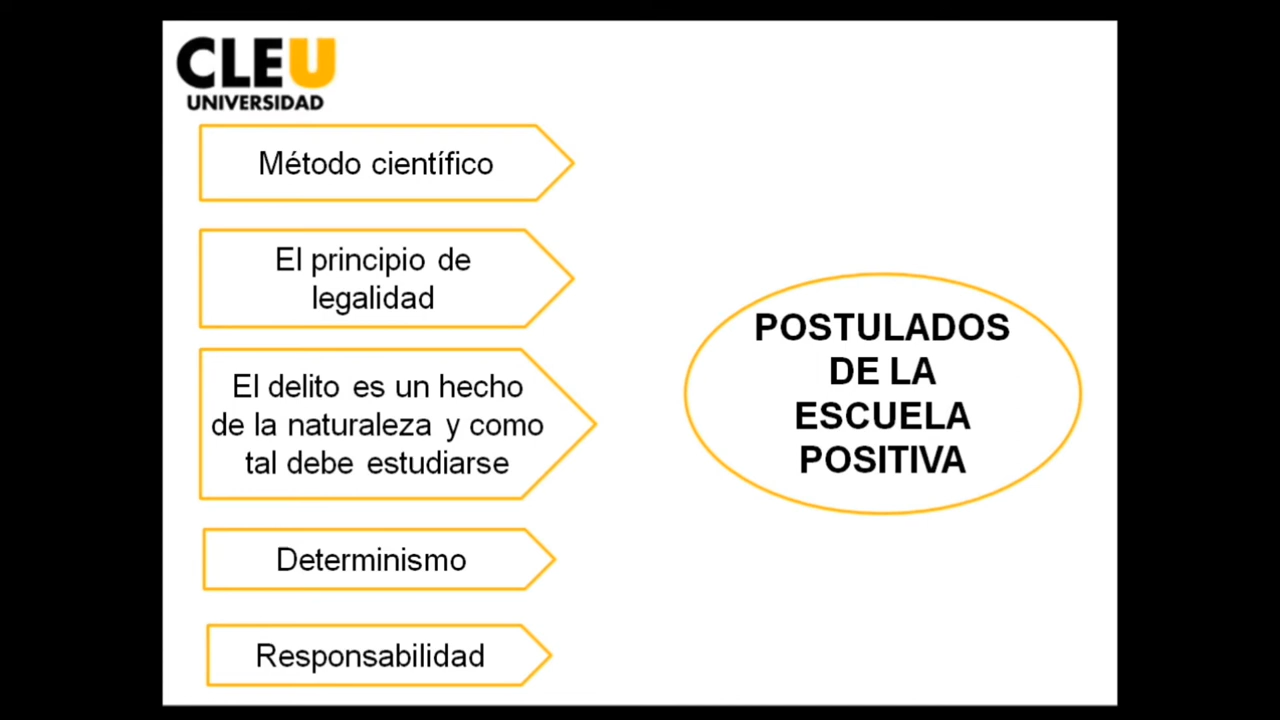 CLEU
UNIVERSIDAD
Método científico
El principio de
legalidad
El delito es un hecho
de la naturaleza y como
tal debe estudiarse
Determinismo
Responsabilidad
POSTULADOS
DE LA
ESCUELA
POSITIVA